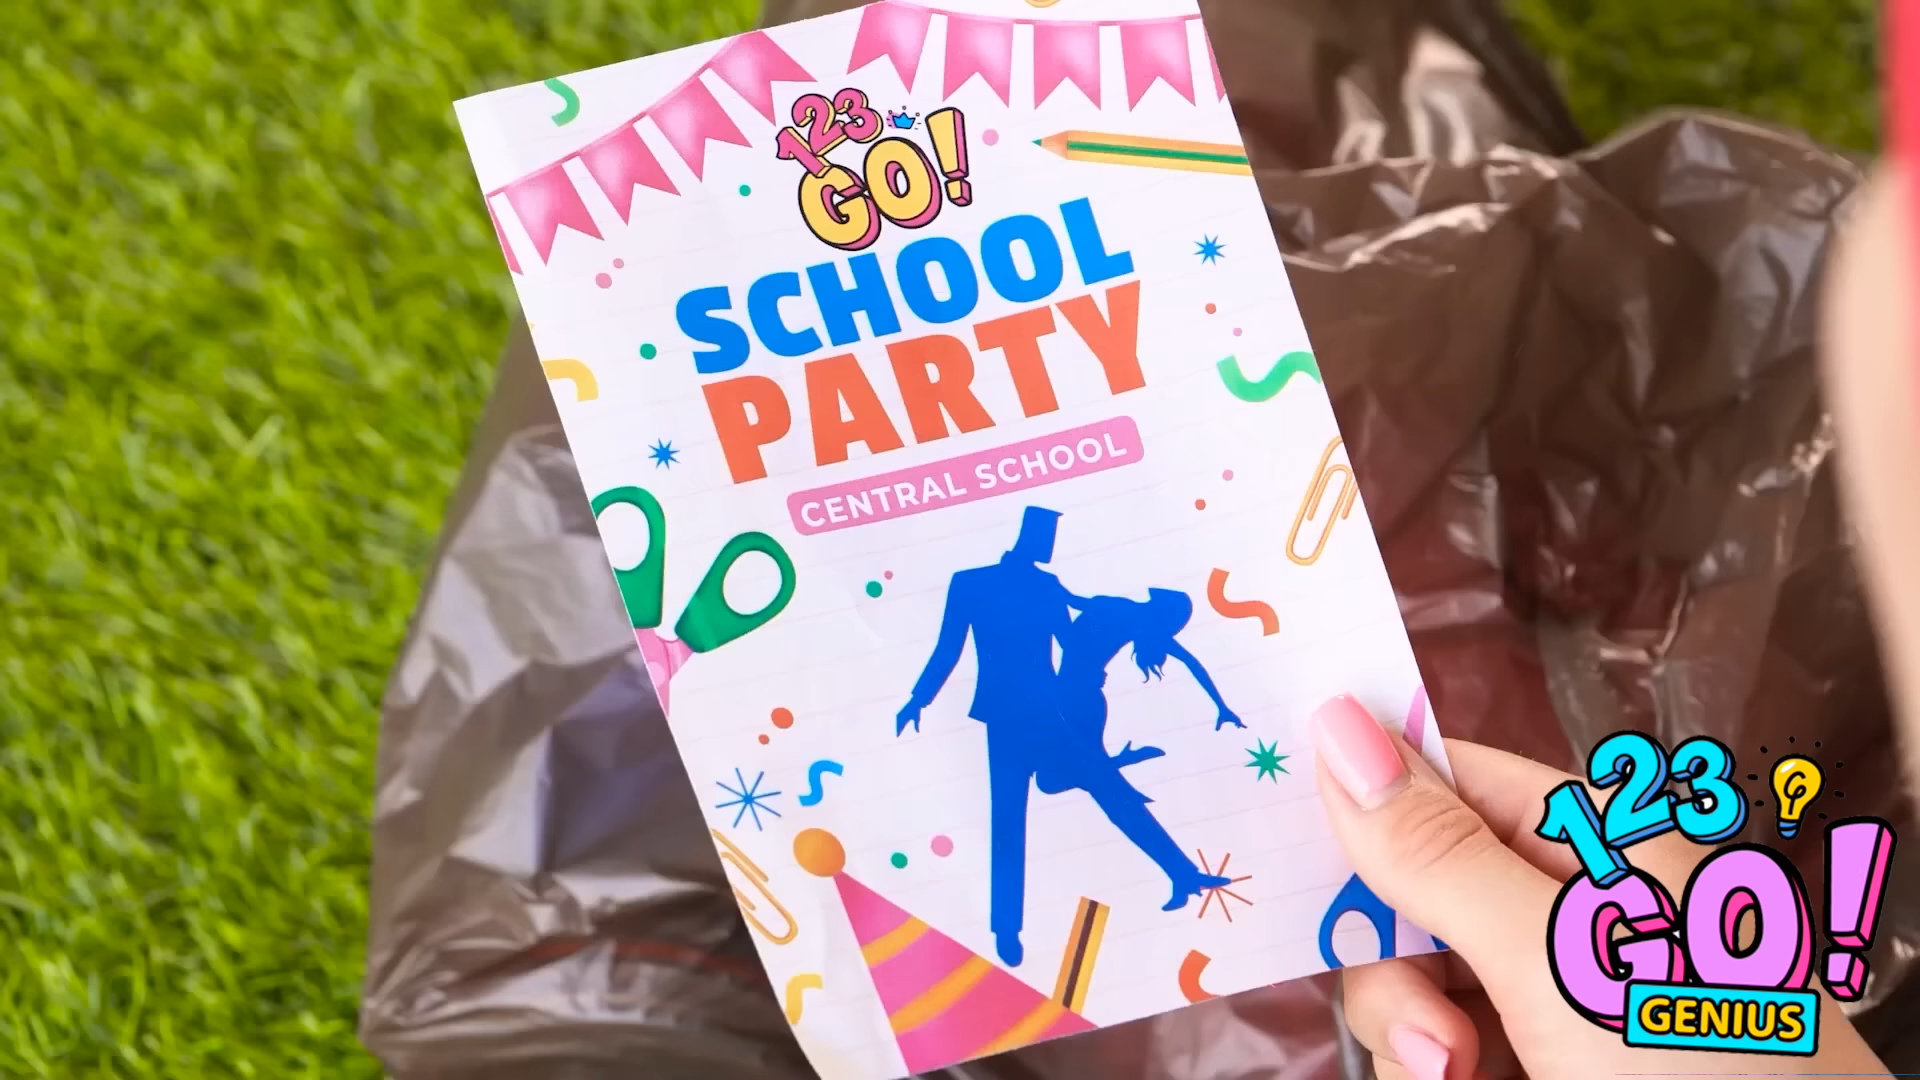 123
GO!
SCHOOL
PARTY
CENTRAL SCHOOL
123
GO!
GENIUS